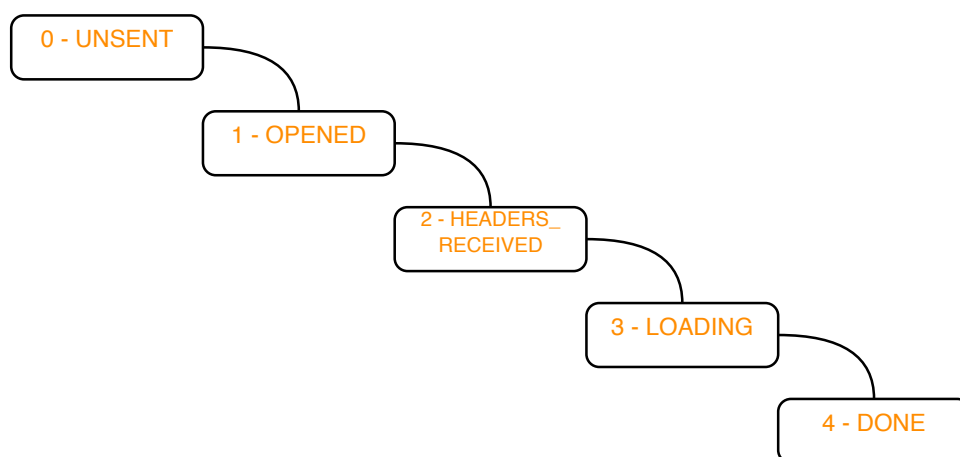 0 - UNSENT
1 - OPENED
2 - HEADERS_
RECEIVED
3 - LOADING
4 - DONE